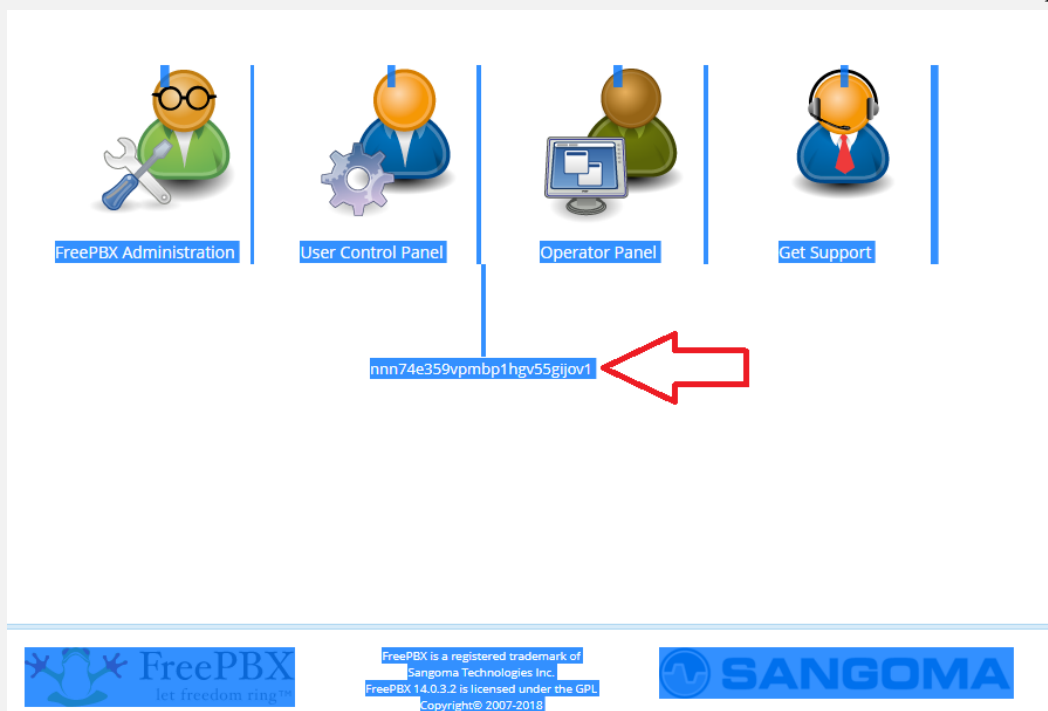 FreePBX Administration
User Control Panel
Operator Panel
Get Support
nnn74e359vpmbp1hgv55gijov1
FreePBX
let freedom ring™
FreePBX is a registered trademark of
Sangoma Technologies Inc.
FreePBX 14.0.3.2 is licensed under the GPL
Copyright© 2007-2018
SANGOMA